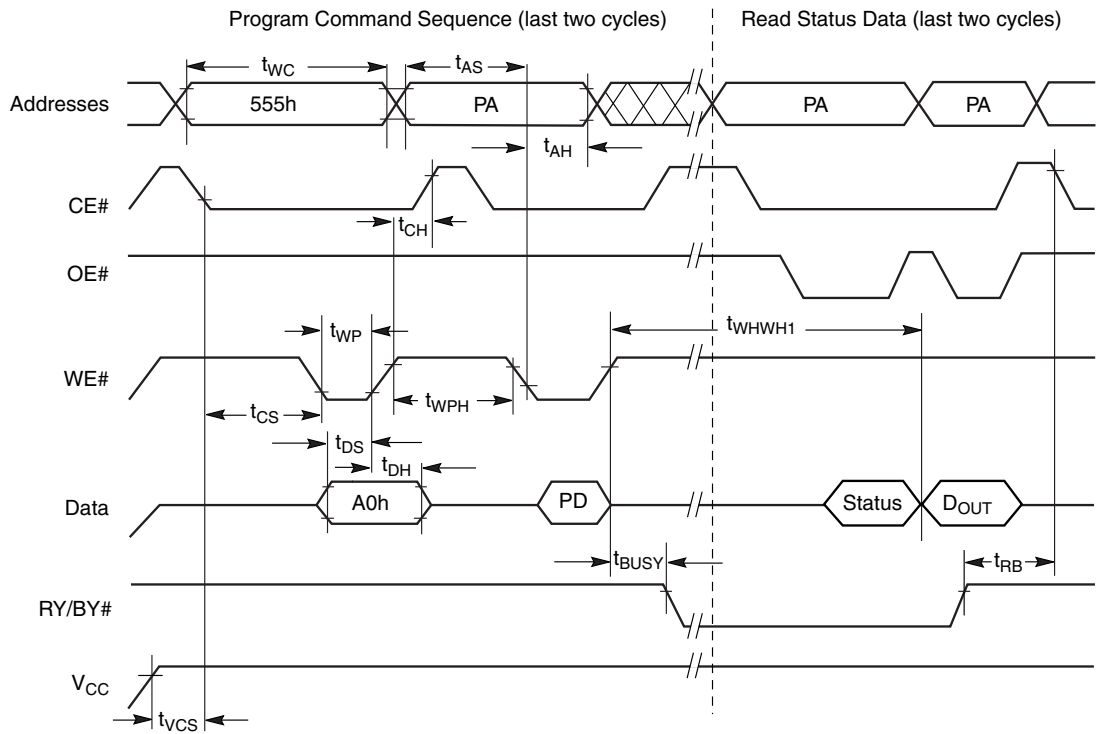 Program Command Sequence (last two cycles) Read Status Data (last two cycles)
tWC tAS
Addresses 555h PA PA PA
tAH
CE#
tCH
OE#
tWP tWHWH1
WE#
tCS tWPH
tDS
tDH
Data A0h PD Status DOUT
tBUSY tRB
RY/BY#
VCC
tVCS